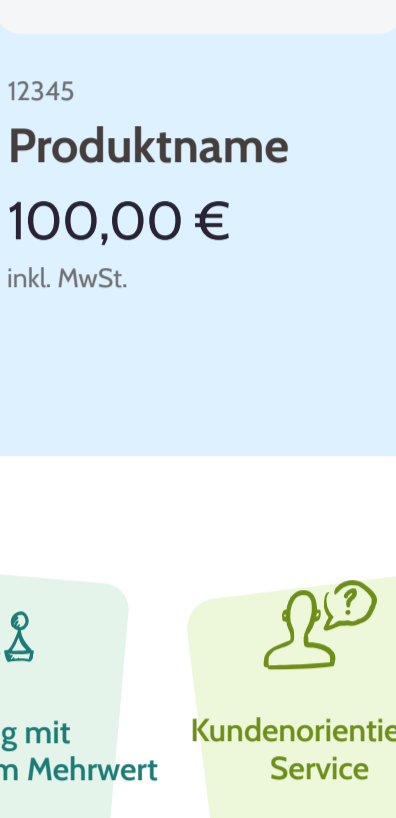 12345
Produktname
100,00 €
inkl. MwSt.
?
g mit
m Mehrwert
Kundenorientie
Service